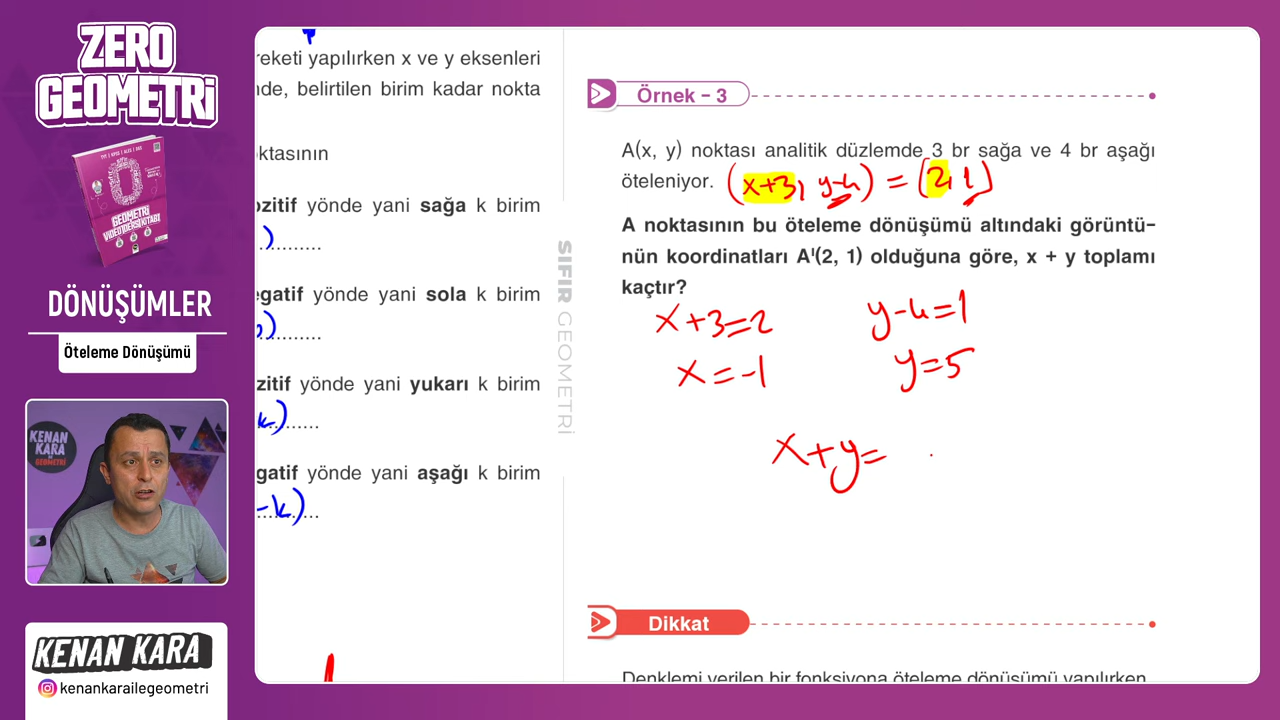 ZERO
GEOMETRİ
GEOMETRİ
VİDEO DERS KİTABI
DÖNÜŞÜMLER
Öteleme Dönüşümü
KENAN
KARA
GEOMETRİ
KENAN KARA
kenankarailegeometri
reketi yapılırken x ve y eksenleri
nde, belirtilen birim kadar nokta
ktasının
ozitif yönde yani sağa k birim
)...........
egatif yönde yani sola k birim
)...........
zitif yönde yani yukarı k birim
k)......
gatif yönde yani aşağı k birim
-k)...
SIFIR GEOMETRİ
Örnek – 3
A(x, y) noktası analitik düzlemde 3 br sağa ve 4 br aşağı
öteleniyor. (x+3, y-4) = (2, 1)
A noktasının bu öteleme dönüşümü altındaki görüntü–
nün koordinatları A'(2, 1) olduğuna göre, x + y toplamı
kaçtır?
x+3=2 y-4=1
x=-1 y=5
x+y=
Dikkat
Denklemi verilen bir fonksiyona öteleme dönüşümü yapılırken